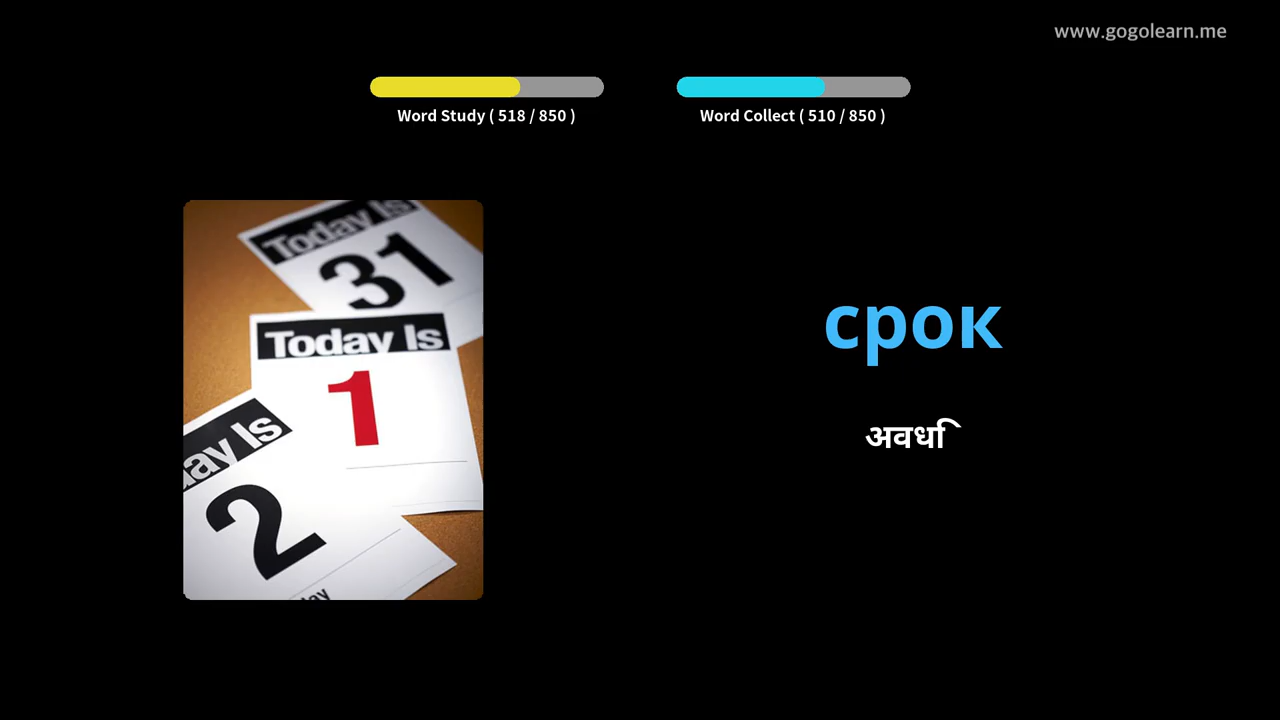 www.gogolearn.me
Word Study ( 518 / 850 )
Word Collect ( 510 / 850 )
Today Is
31
Today Is
1
ay Is
2
day
срок
अवधि